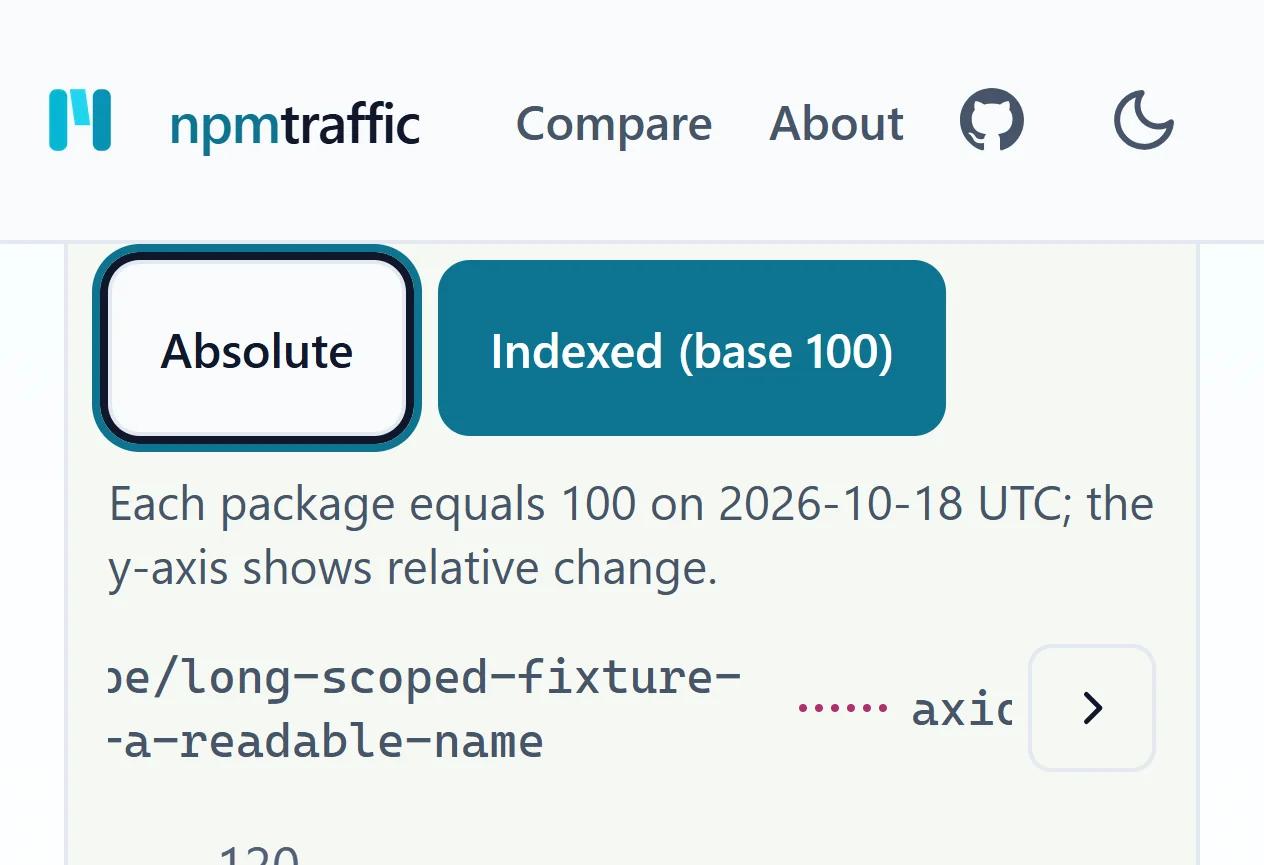 npmtraffic Compare About
Absolute Indexed (base 100)
Each package equals 100 on 2026-10-18 UTC; the
y-axis shows relative change.
pe/long-scoped-fixture-
-a-readable-name
axio
120